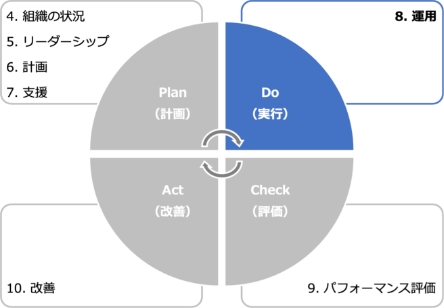 4. 組織の状況
5. リーダーシップ
6. 計画
7. 支援
8. 運用
Plan
（計画）
Do
（実行）
Act
（改善）
Check
（評価）
10. 改善
9. パフォーマンス評価